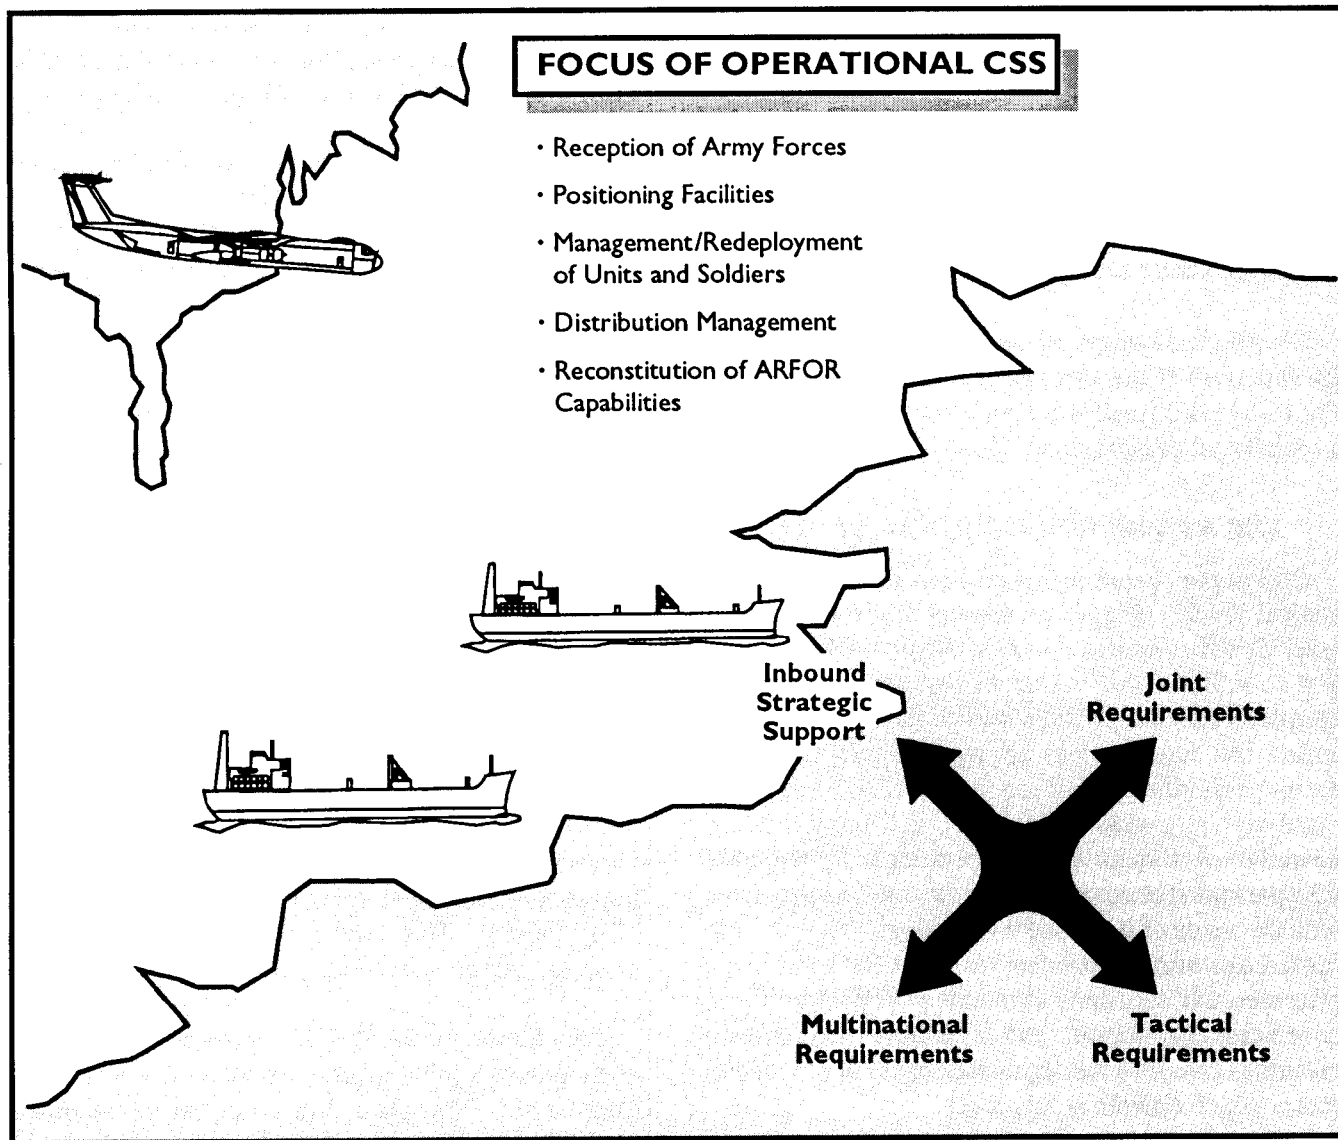 FOCUS OF OPERATIONAL CSS
· Reception of Army Forces
· Positioning Facilities
· Management/Redeployment
of Units and Soldiers
· Distribution Management
· Reconstitution of ARFOR
Capabilities
Inbound
Strategic
Support
Joint
Requirements
Multinational
Requirements
Tactical
Requirements